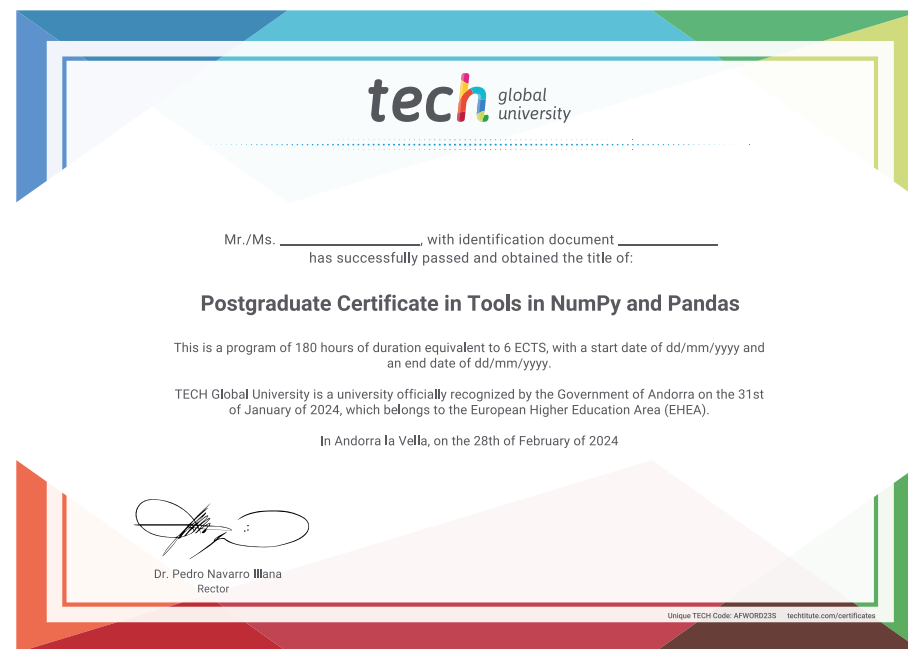 tech global
university
Mr./Ms. ____________, with identification document ____________
has successfully passed and obtained the title of:
Postgraduate Certificate in Tools in NumPy and Pandas
This is a program of 180 hours of duration equivalent to 6 ECTS, with a start date of dd/mm/yyyy and
an end date of dd/mm/yyyy.
TECH Global University is a university officially recognized by the Government of Andorra on the 31st
of January of 2024, which belongs to the European Higher Education Area (EHEA).
In Andorra la Vella, on the 28th of February of 2024
Dr. Pedro Navarro Illana
Rector
Unique TECH Code: AFWORD23S techtitute.com/certificates